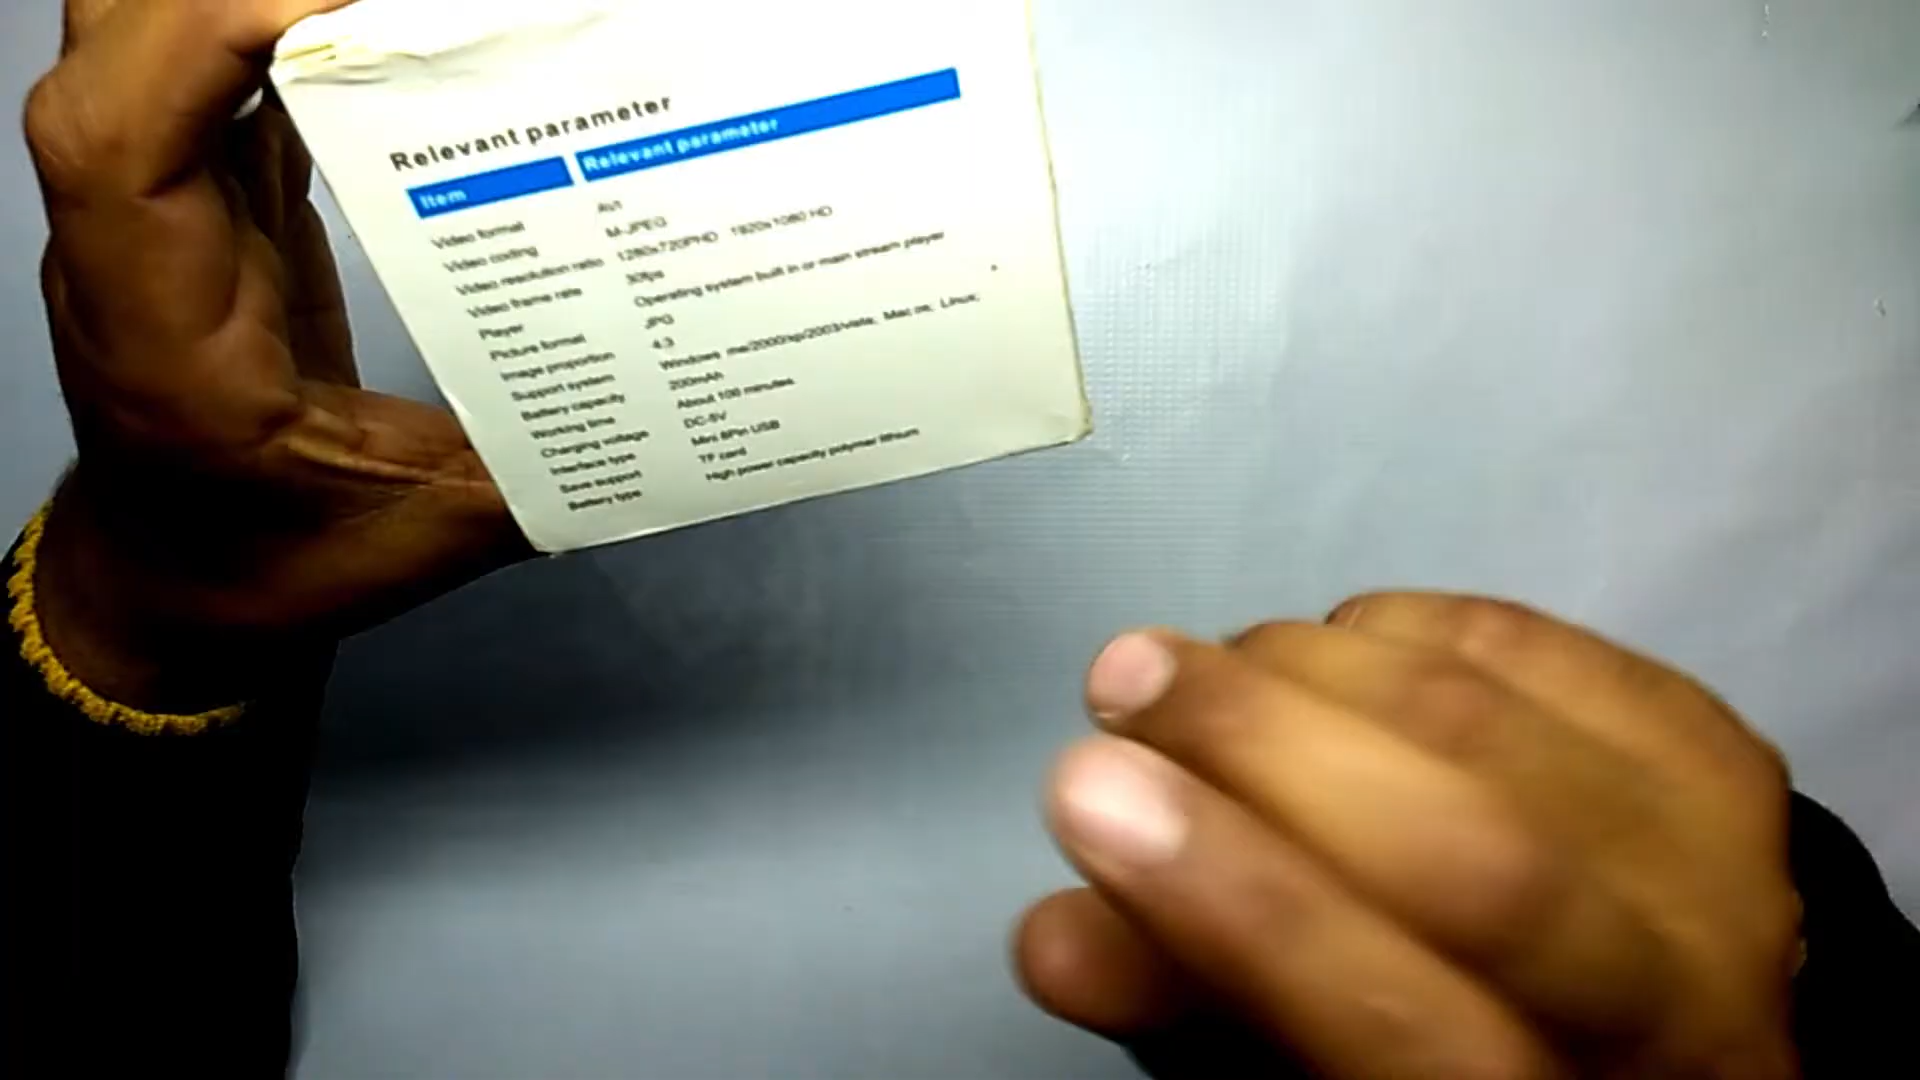 Relevant parameter
Item Relevant parameter
Video format AVI
Video coding M-JPEG
Video resolution ratio 1280x720PHD 1920x1080 HD
Video frame rate 30fps
Player Operating system built in or main stream player
Picture format JPG
Image proportion 4:3
Support system Windows me/2000/xp/2003/vista; Mac os; Linux;
Battery capacity 200mAh
Working time About 100 minutes
Charging voltage DC-5V
Interface type Mini 8Pin USB
Save support TF card
Battery type High power capacity polymer lithium